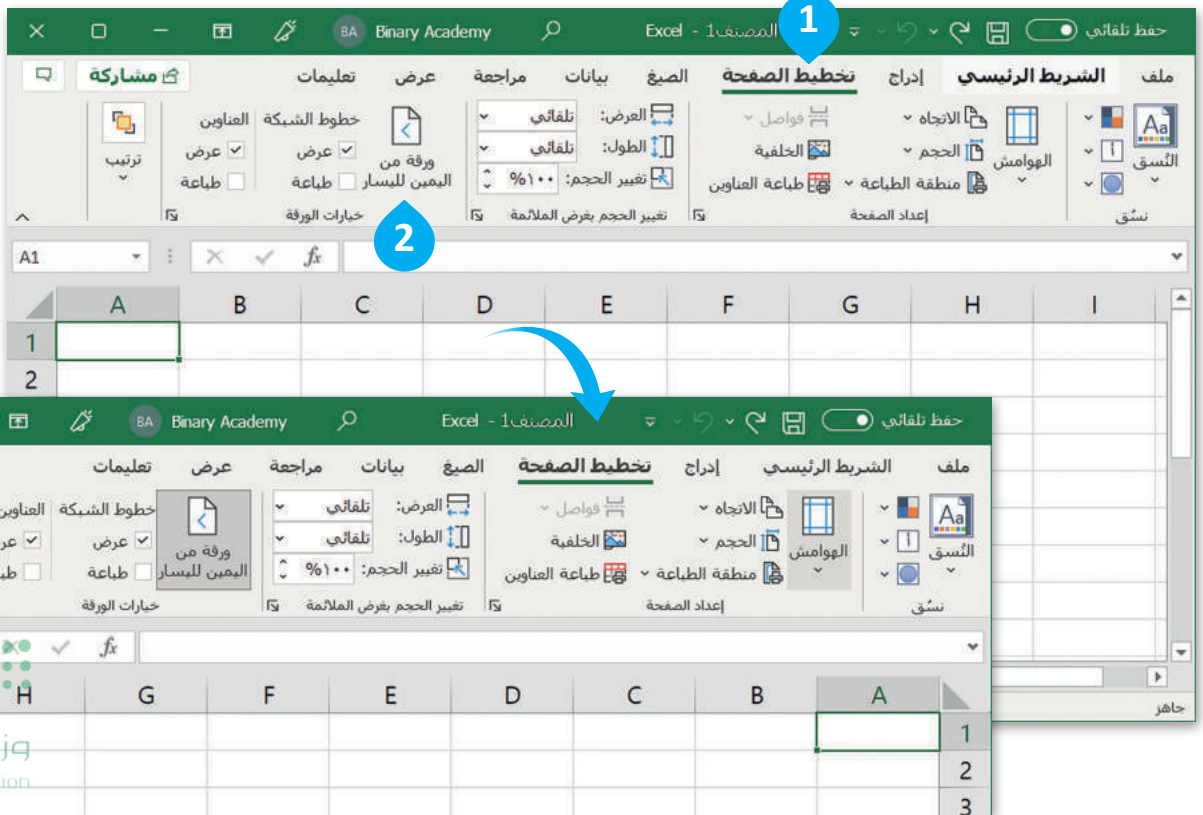 حفظ تلقائي المصنف1 - Excel Binary Academy BA
1
ملف الشريط الرئيسي إدراج تخطيط الصفحة الصيغ بيانات مراجعة عرض تعليمات مشاركة
النُسق
الهوامش
الاتجاه
الحجم
منطقة الطباعة
فواصل
الخلفية
طباعة العناوين
العرض: تلقائي
الطول: تلقائي
تغيير الحجم: ١٠٠%
ورقة من
اليمين لليسار
خطوط الشبكة العناوين
عرض عرض
طباعة طباعة
ترتيب
نسُق إعداد الصفحة تغيير الحجم بغرض الملائمة خيارات الورقة
2
A1 fx
A B C D E F G H I
1
2
حفظ تلقائي المصنف1 - Excel Binary Academy BA
ملف الشريط الرئيسي إدراج تخطيط الصفحة الصيغ بيانات مراجعة عرض تعليمات
النُسق
الهوامش
الاتجاه
الحجم
منطقة الطباعة
فواصل
الخلفية
طباعة العناوين
العرض: تلقائي
الطول: تلقائي
تغيير الحجم: ١٠٠%
ورقة من
اليمين لليسار
خطوط الشبكة العناوين
عرض عر
طباعة طب
نسُق إعداد الصفحة تغيير الحجم بغرض الملائمة خيارات الورقة
fx
H G F E D C B A
1
2
3
جاهز